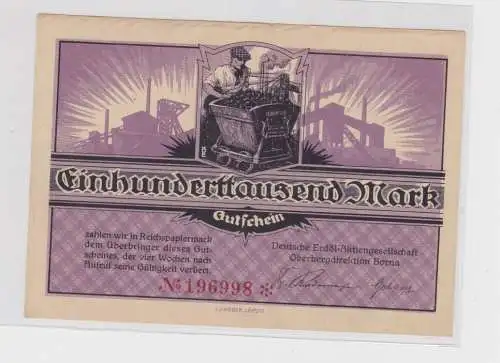 Einhunderttausend Mark
Gutschein
zahlen wir in Reichspapiermark
dem Überbringer dieses Gut-
scheines, der vier Wochen nach
Aufruf seine Gültigkeit verliert.
Deutsche Erdöl-Aktiengesellschaft
Oberbergdirektion Borna
№ 196998